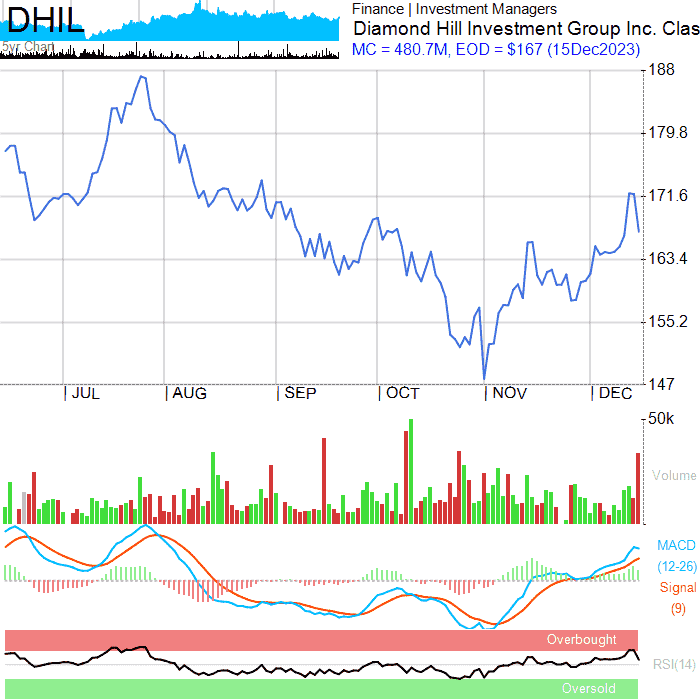 DHIL
5yr Chart
Finance | Investment Managers
Diamond Hill Investment Group Inc. Clas
MC = 480.7M, EOD = $167 (15Dec2023)
188
179.8
171.6
163.4
155.2
147
JUL AUG SEP OCT NOV DEC
50k
Volume
MACD
(12-26)
Signal
(9)
Overbought
RSI(14)
Oversold